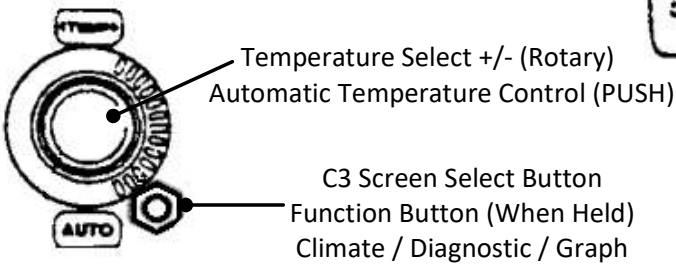 <TEMP>
Temperature Select +/- (Rotary)
Automatic Temperature Control (PUSH)
C3 Screen Select Button
Function Button (When Held)
AUTO
Climate / Diagnostic / Graph